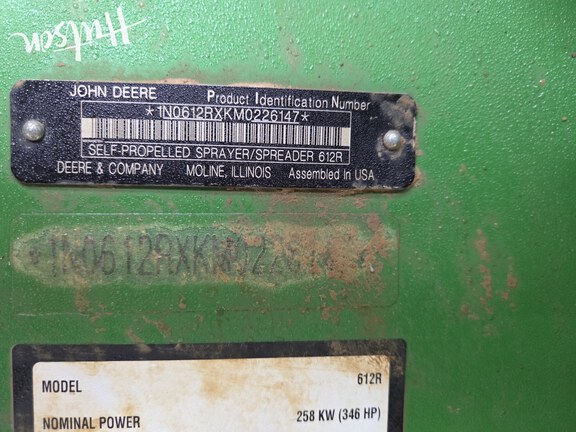 Hutson
JOHN DEERE Product Identification Number
*1N0612RXKM0226147*
SELF-PROPELLED SPRAYER/SPREADER 612R
DEERE & COMPANY MOLINE, ILLINOIS Assembled In USA
MODEL 612R
NOMINAL POWER 258 KW (346 HP)